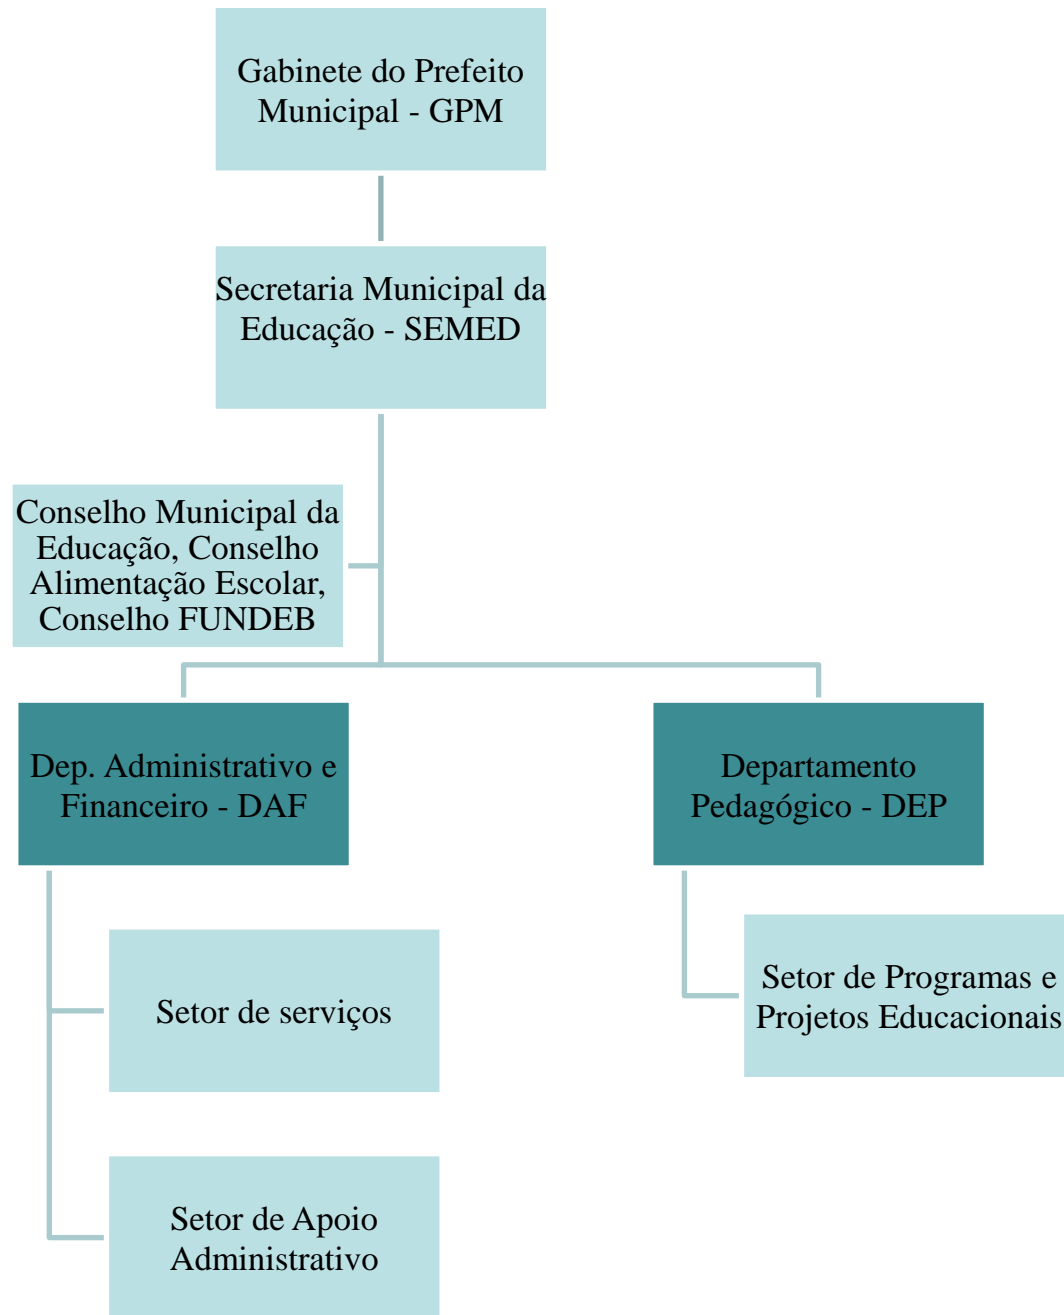 Gabinete do Prefeito
Municipal - GPM
Secretaria Municipal da
Educação - SEMED
Conselho Municipal da
Educação, Conselho
Alimentação Escolar,
Conselho FUNDEB
Dep. Administrativo e
Financeiro - DAF
Departamento
Pedagógico - DEP
Setor de serviços
Setor de Programas e
Projetos Educacionais
Setor de Apoio
Administrativo